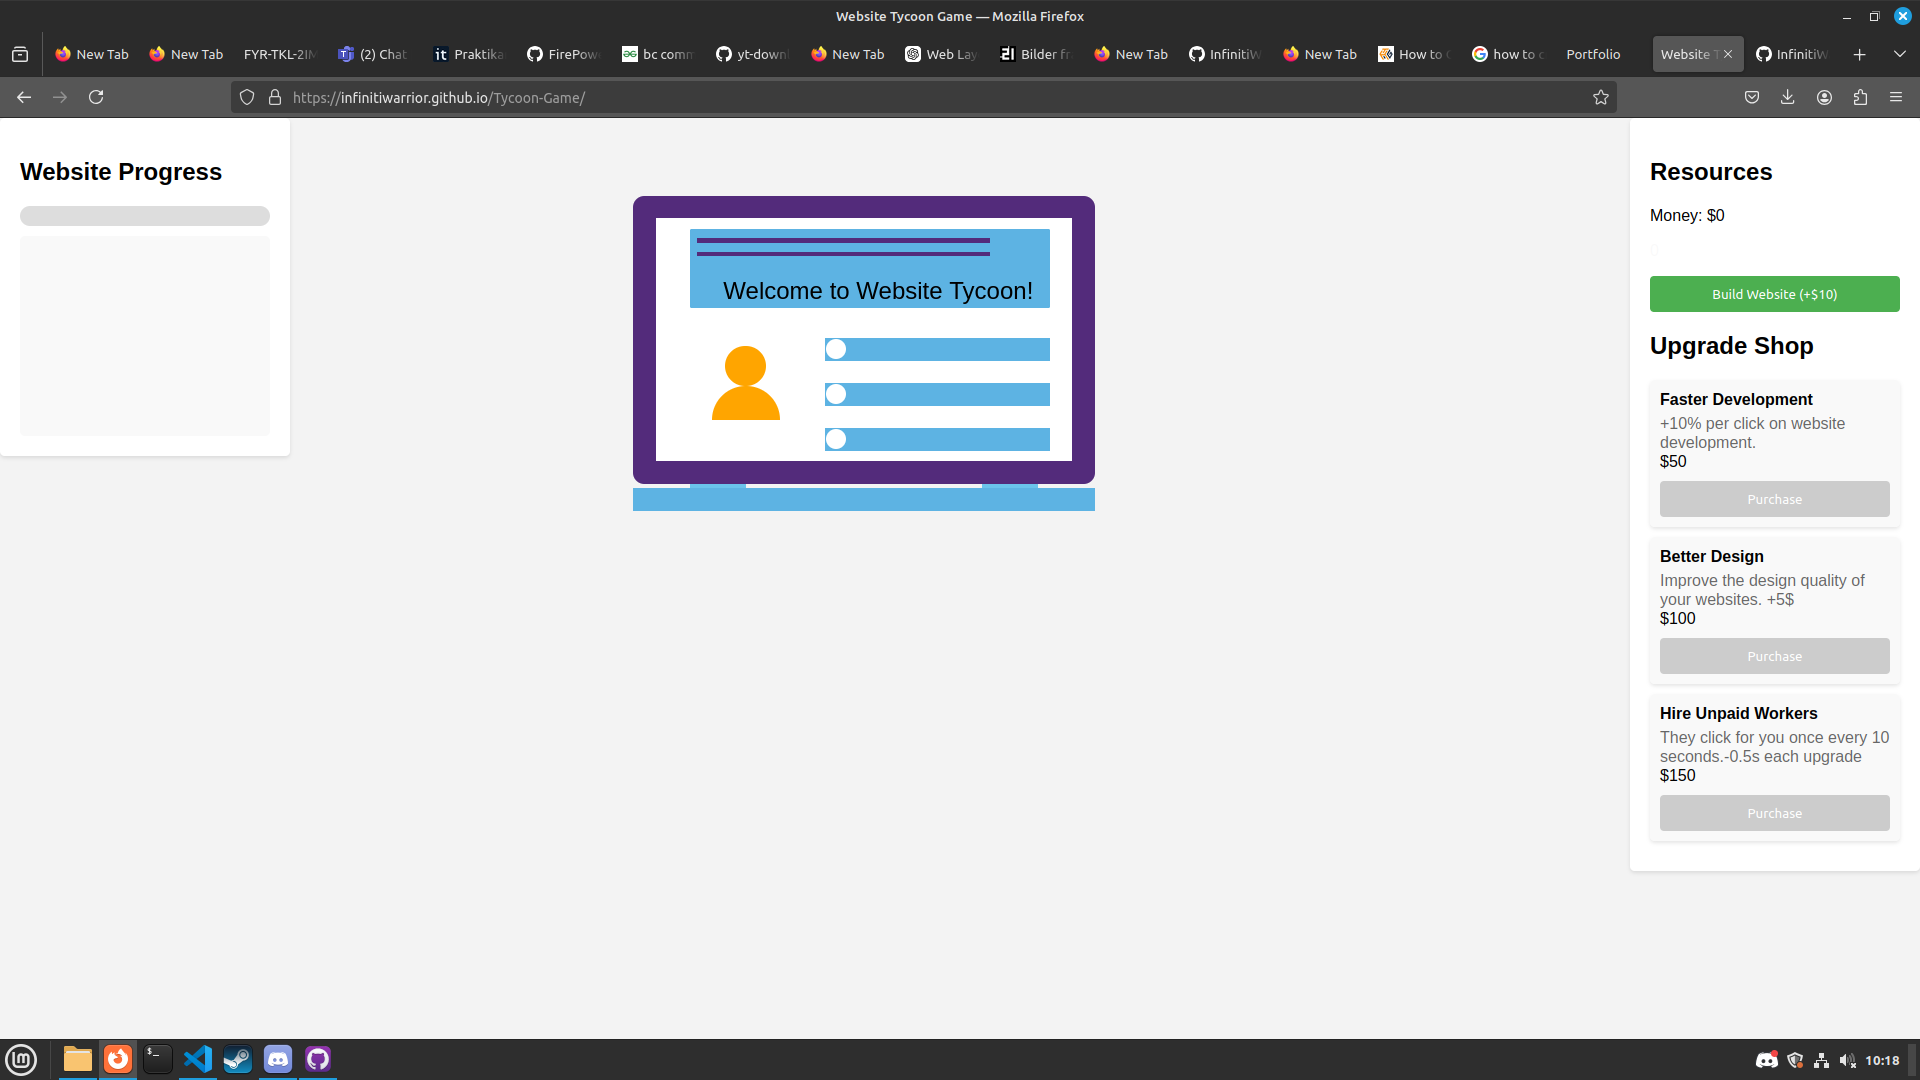 Website Tycoon Game — Mozilla Firefox
New Tab
New Tab
FYR-TKL-2IM
(2) Chat
Praktika
FirePow
bc comm
yt-down
New Tab
Web Lay
Bilder fr
New Tab
InfinitiW
New Tab
How to C
how to c
Portfolio
Website T
InfinitiW
https://infinitiwarrior.github.io/Tycoon-Game/
Website Progress
Welcome to Website Tycoon!
Resources
Money: $0
Build Website (+$10)
Upgrade Shop
Faster Development
+10% per click on website
development.
$50
Purchase
Better Design
Improve the design quality of
your websites. +5$
$100
Purchase
Hire Unpaid Workers
They click for you once every 10
seconds.-0.5s each upgrade
$150
Purchase
10:18